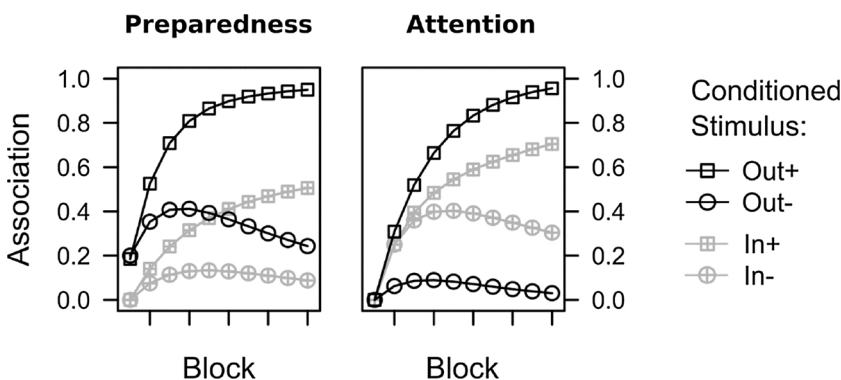 Preparedness
Attention
Association
1.0
0.8
0.6
0.4
0.2
0.0
1.0
0.8
0.6
0.4
0.2
0.0
Block
Block
Conditioned
Stimulus:
Out+
Out-
In+
In-